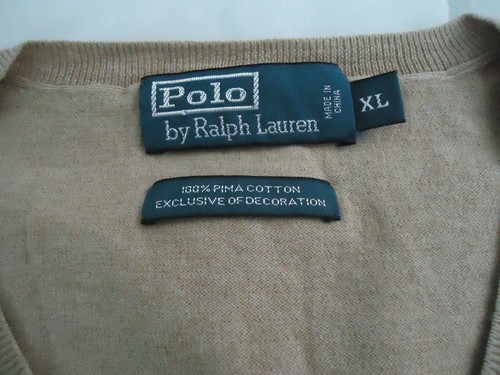 Polo
by Ralph Lauren
MADE IN
CHINA
XL
100% PIMA COTTON
EXCLUSIVE OF DECORATION